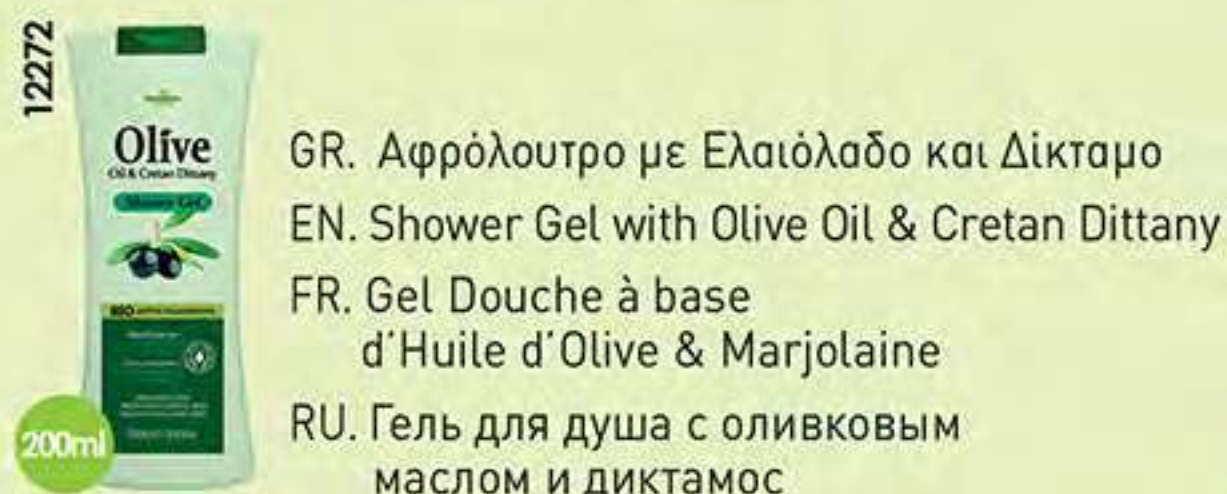 12272
Olive
Oil & Cretan Dittany
Shower Gel
BIO
200ml
GR. Αφρόλουτρο με Ελαιόλαδο και Δίκταμο
EN. Shower Gel with Olive Oil & Cretan Dittany
FR. Gel Douche à base
d'Huile d'Olive & Marjolaine
RU. Гель для душа с оливковым
маслом и диктамос